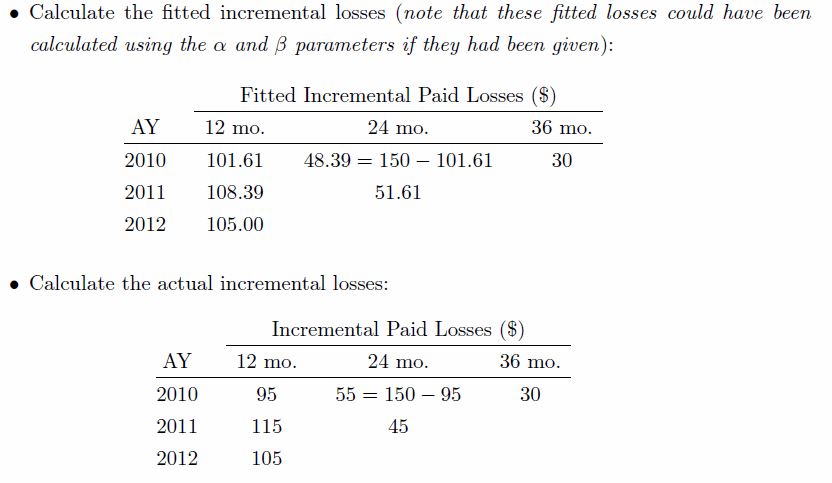 • Calculate the fitted incremental losses (note that these fitted losses could have been
calculated using the α and β parameters if they had been given):
Fitted Incremental Paid Losses ($)
AY 12 mo. 24 mo. 36 mo.
2010 101.61 48.39 = 150 − 101.61 30
2011 108.39 51.61
2012 105.00
• Calculate the actual incremental losses:
Incremental Paid Losses ($)
AY 12 mo. 24 mo. 36 mo.
2010 95 55 = 150 − 95 30
2011 115 45
2012 105